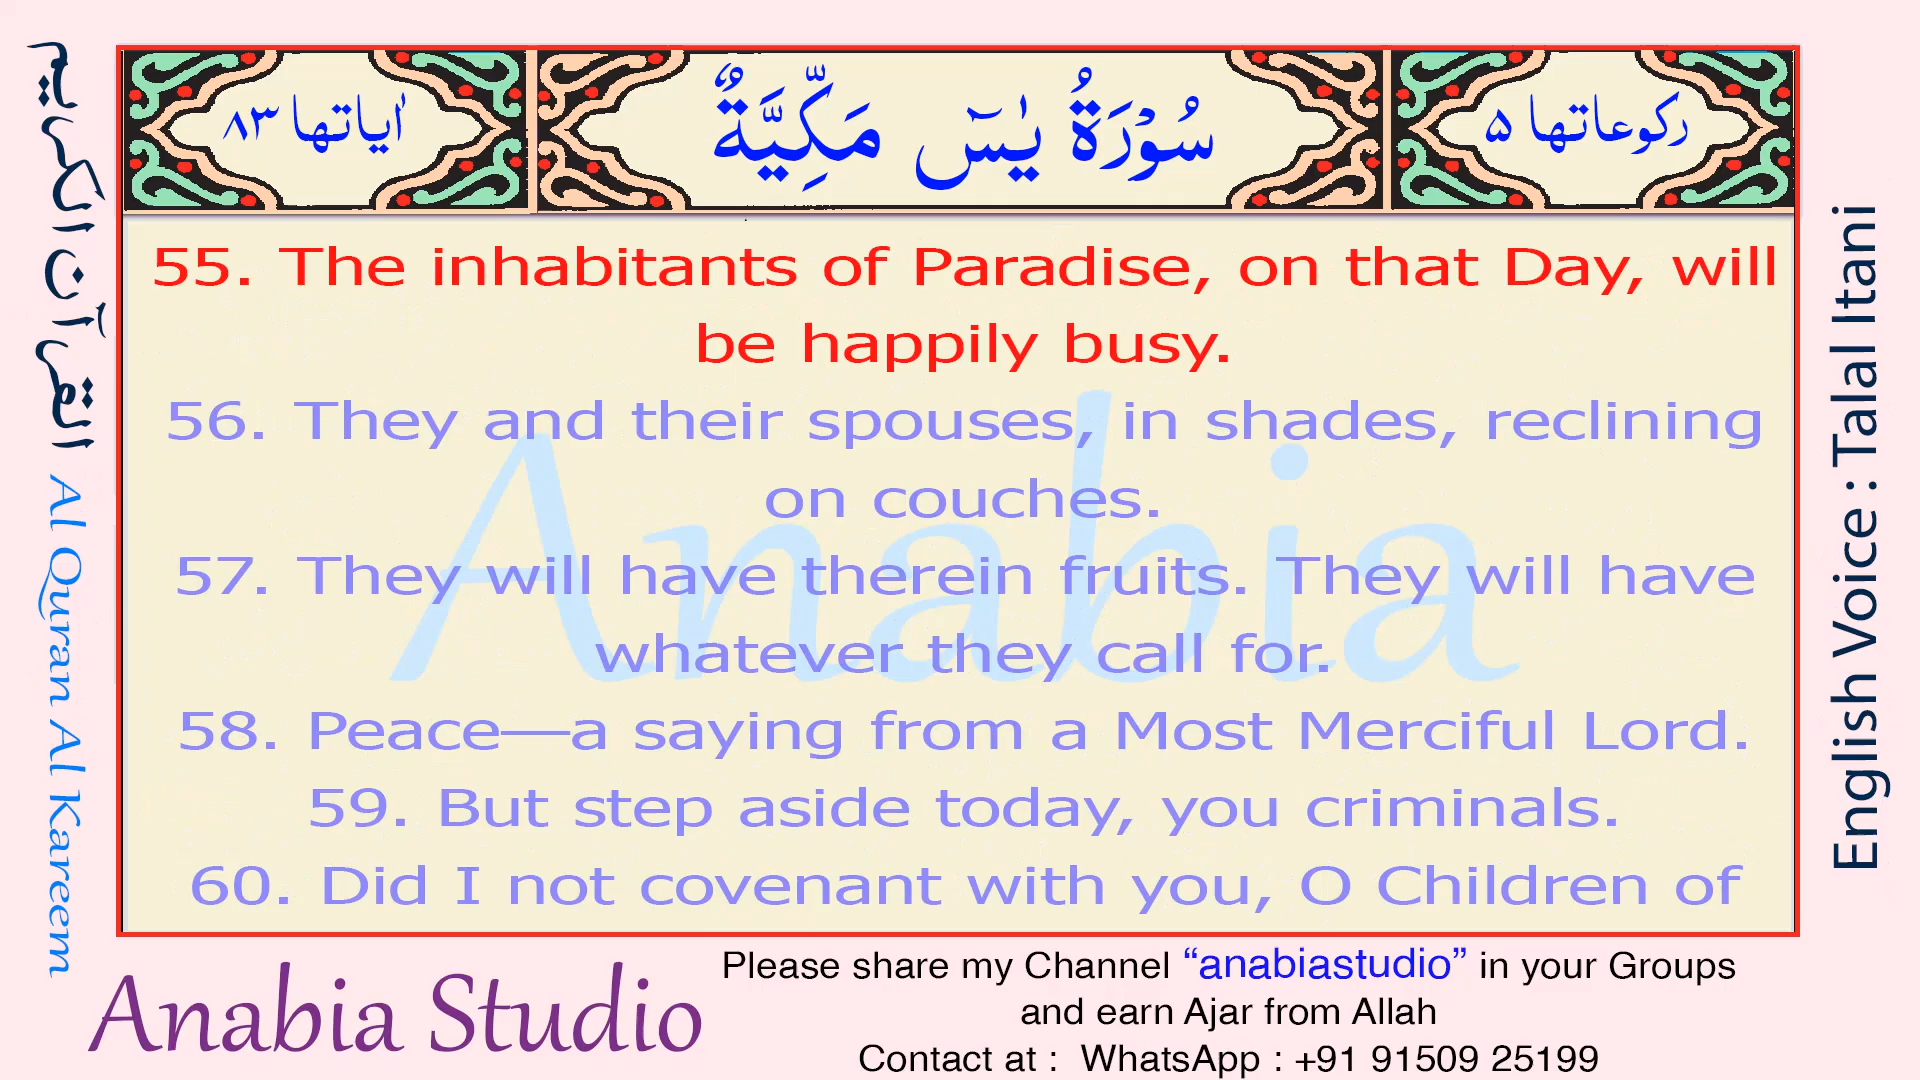 اٰیاتها ۸۳
سُوْرَةُ يٰسٓ مَكِّيَّةٌ
رکوعاتها ۵
القرآن الكريم Al Quran Al Kareem
55. The inhabitants of Paradise, on that Day, will
be happily busy.
56. They and their spouses, in shades, reclining
on couches.
57. They will have therein fruits. They will have
whatever they call for.
58. Peace—a saying from a Most Merciful Lord.
59. But step aside today, you criminals.
60. Did I not covenant with you, O Children of
Anabia
English Voice : Talal Itani
Anabia Studio
Please share my Channel “anabiastudio” in your Groups
and earn Ajar from Allah
Contact at : WhatsApp : +91 91509 25199